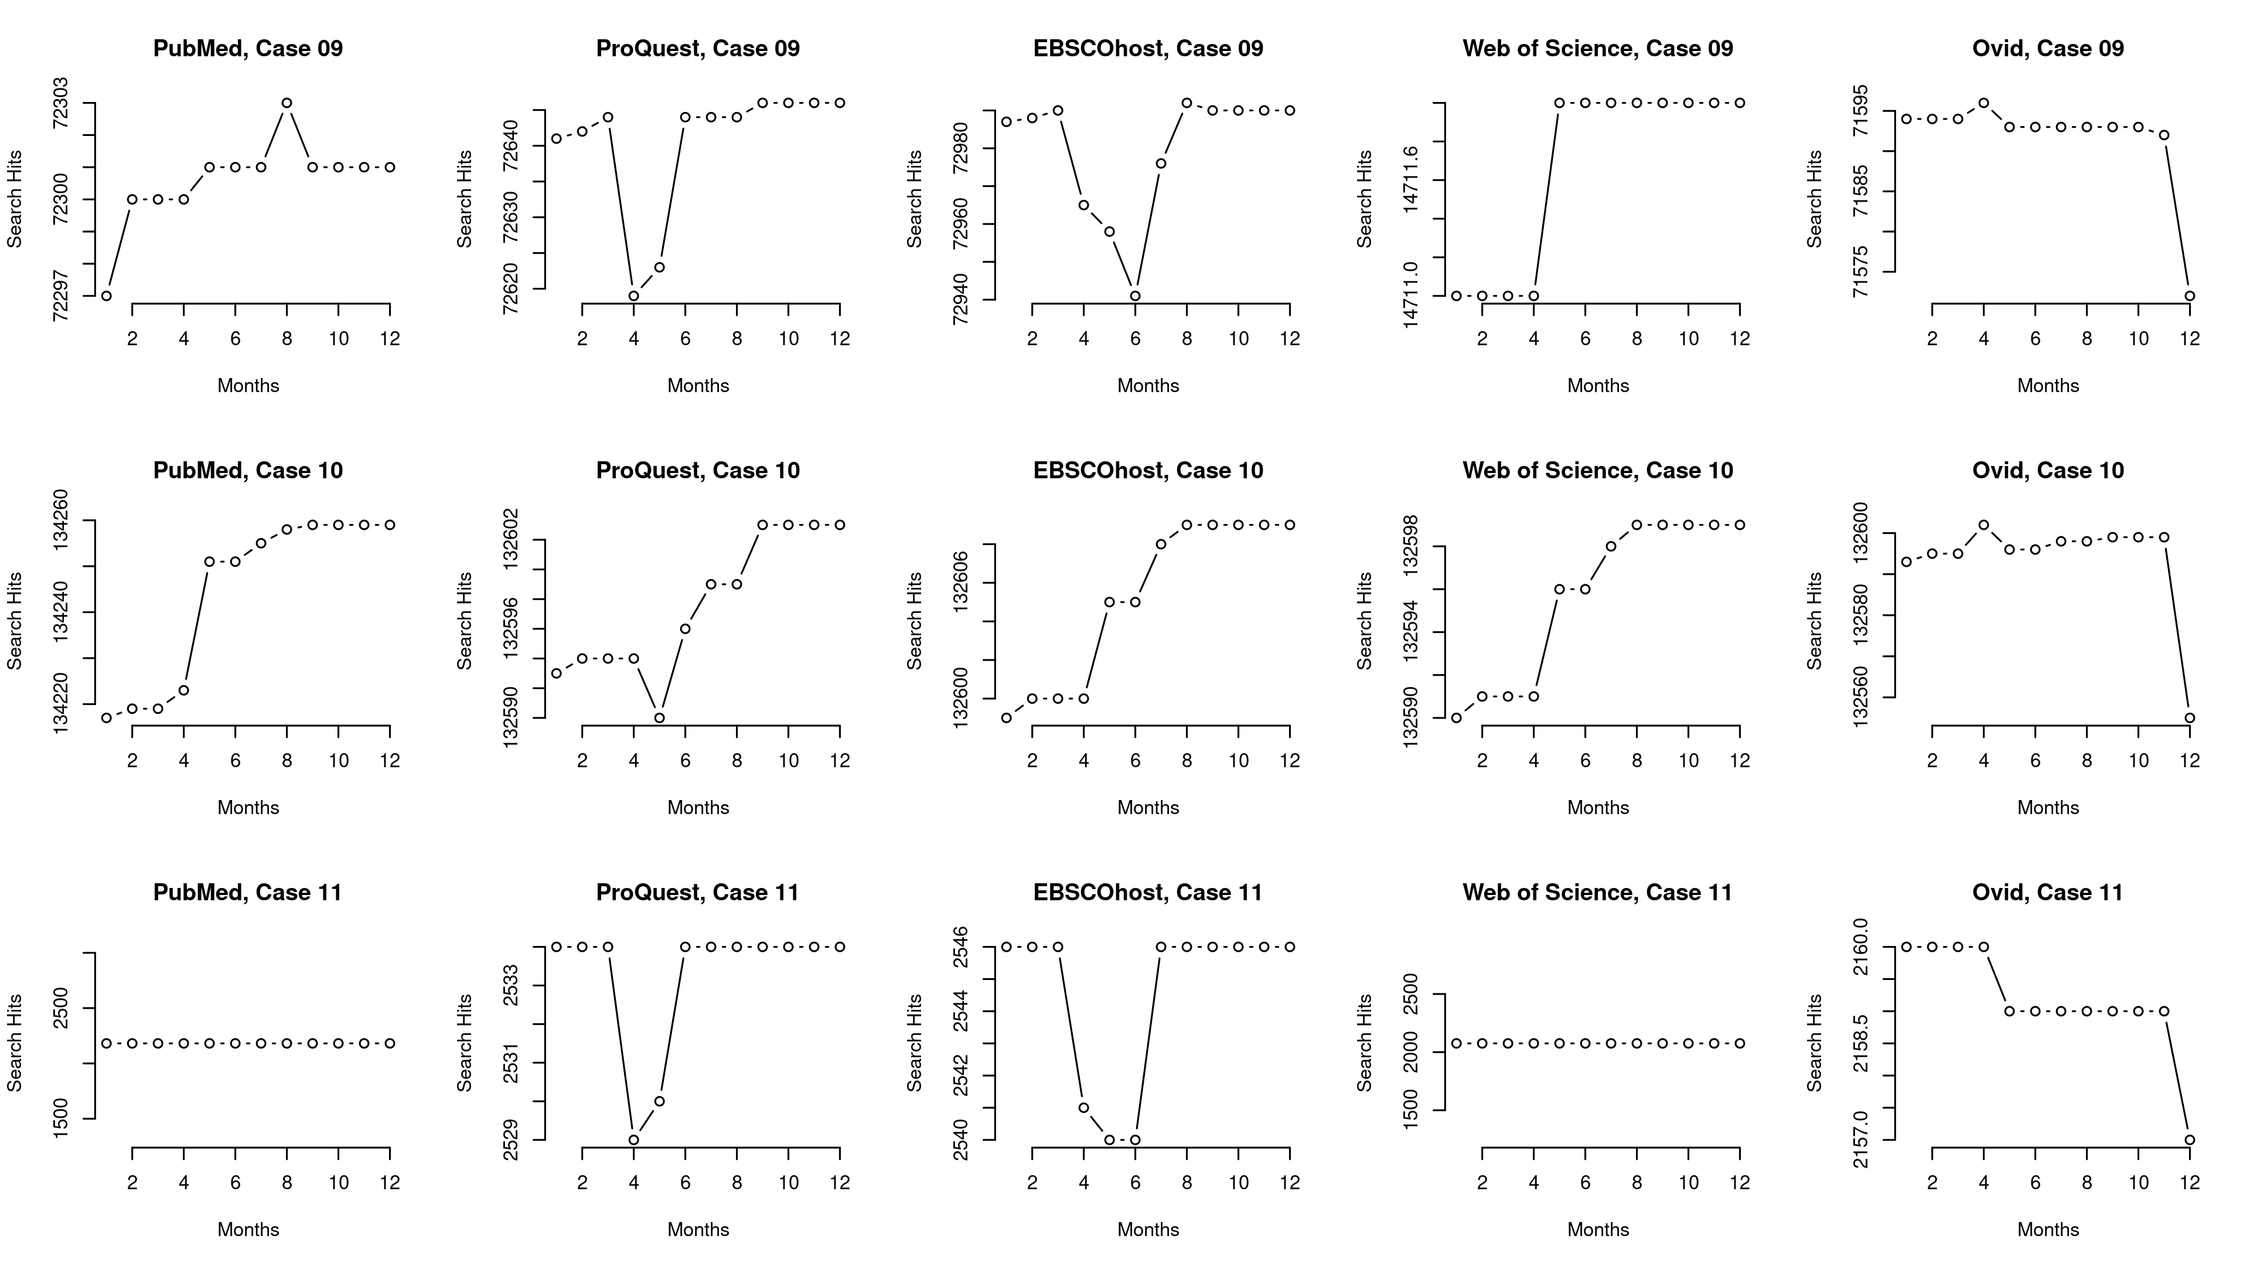 PubMed, Case 09
Search Hits
72297 72300 72303
2 4 6 8 10 12
Months
ProQuest, Case 09
Search Hits
72620 72630 72640
2 4 6 8 10 12
Months
EBSCOhost, Case 09
Search Hits
72940 72960 72980
2 4 6 8 10 12
Months
Web of Science, Case 09
Search Hits
14711.0 14711.6
2 4 6 8 10 12
Months
Ovid, Case 09
Search Hits
71575 71585 71595
2 4 6 8 10 12
Months
PubMed, Case 10
Search Hits
134220 134240 134260
2 4 6 8 10 12
Months
ProQuest, Case 10
Search Hits
132590 132596 132602
2 4 6 8 10 12
Months
EBSCOhost, Case 10
Search Hits
132600 132606
2 4 6 8 10 12
Months
Web of Science, Case 10
Search Hits
132590 132594 132598
2 4 6 8 10 12
Months
Ovid, Case 10
Search Hits
132560 132580 132600
2 4 6 8 10 12
Months
PubMed, Case 11
Search Hits
1500 2500
2 4 6 8 10 12
Months
ProQuest, Case 11
Search Hits
2529 2531 2533
2 4 6 8 10 12
Months
EBSCOhost, Case 11
Search Hits
2540 2542 2544 2546
2 4 6 8 10 12
Months
Web of Science, Case 11
Search Hits
1500 2000 2500
2 4 6 8 10 12
Months
Ovid, Case 11
Search Hits
2157.0 2158.5 2160.0
2 4 6 8 10 12
Months